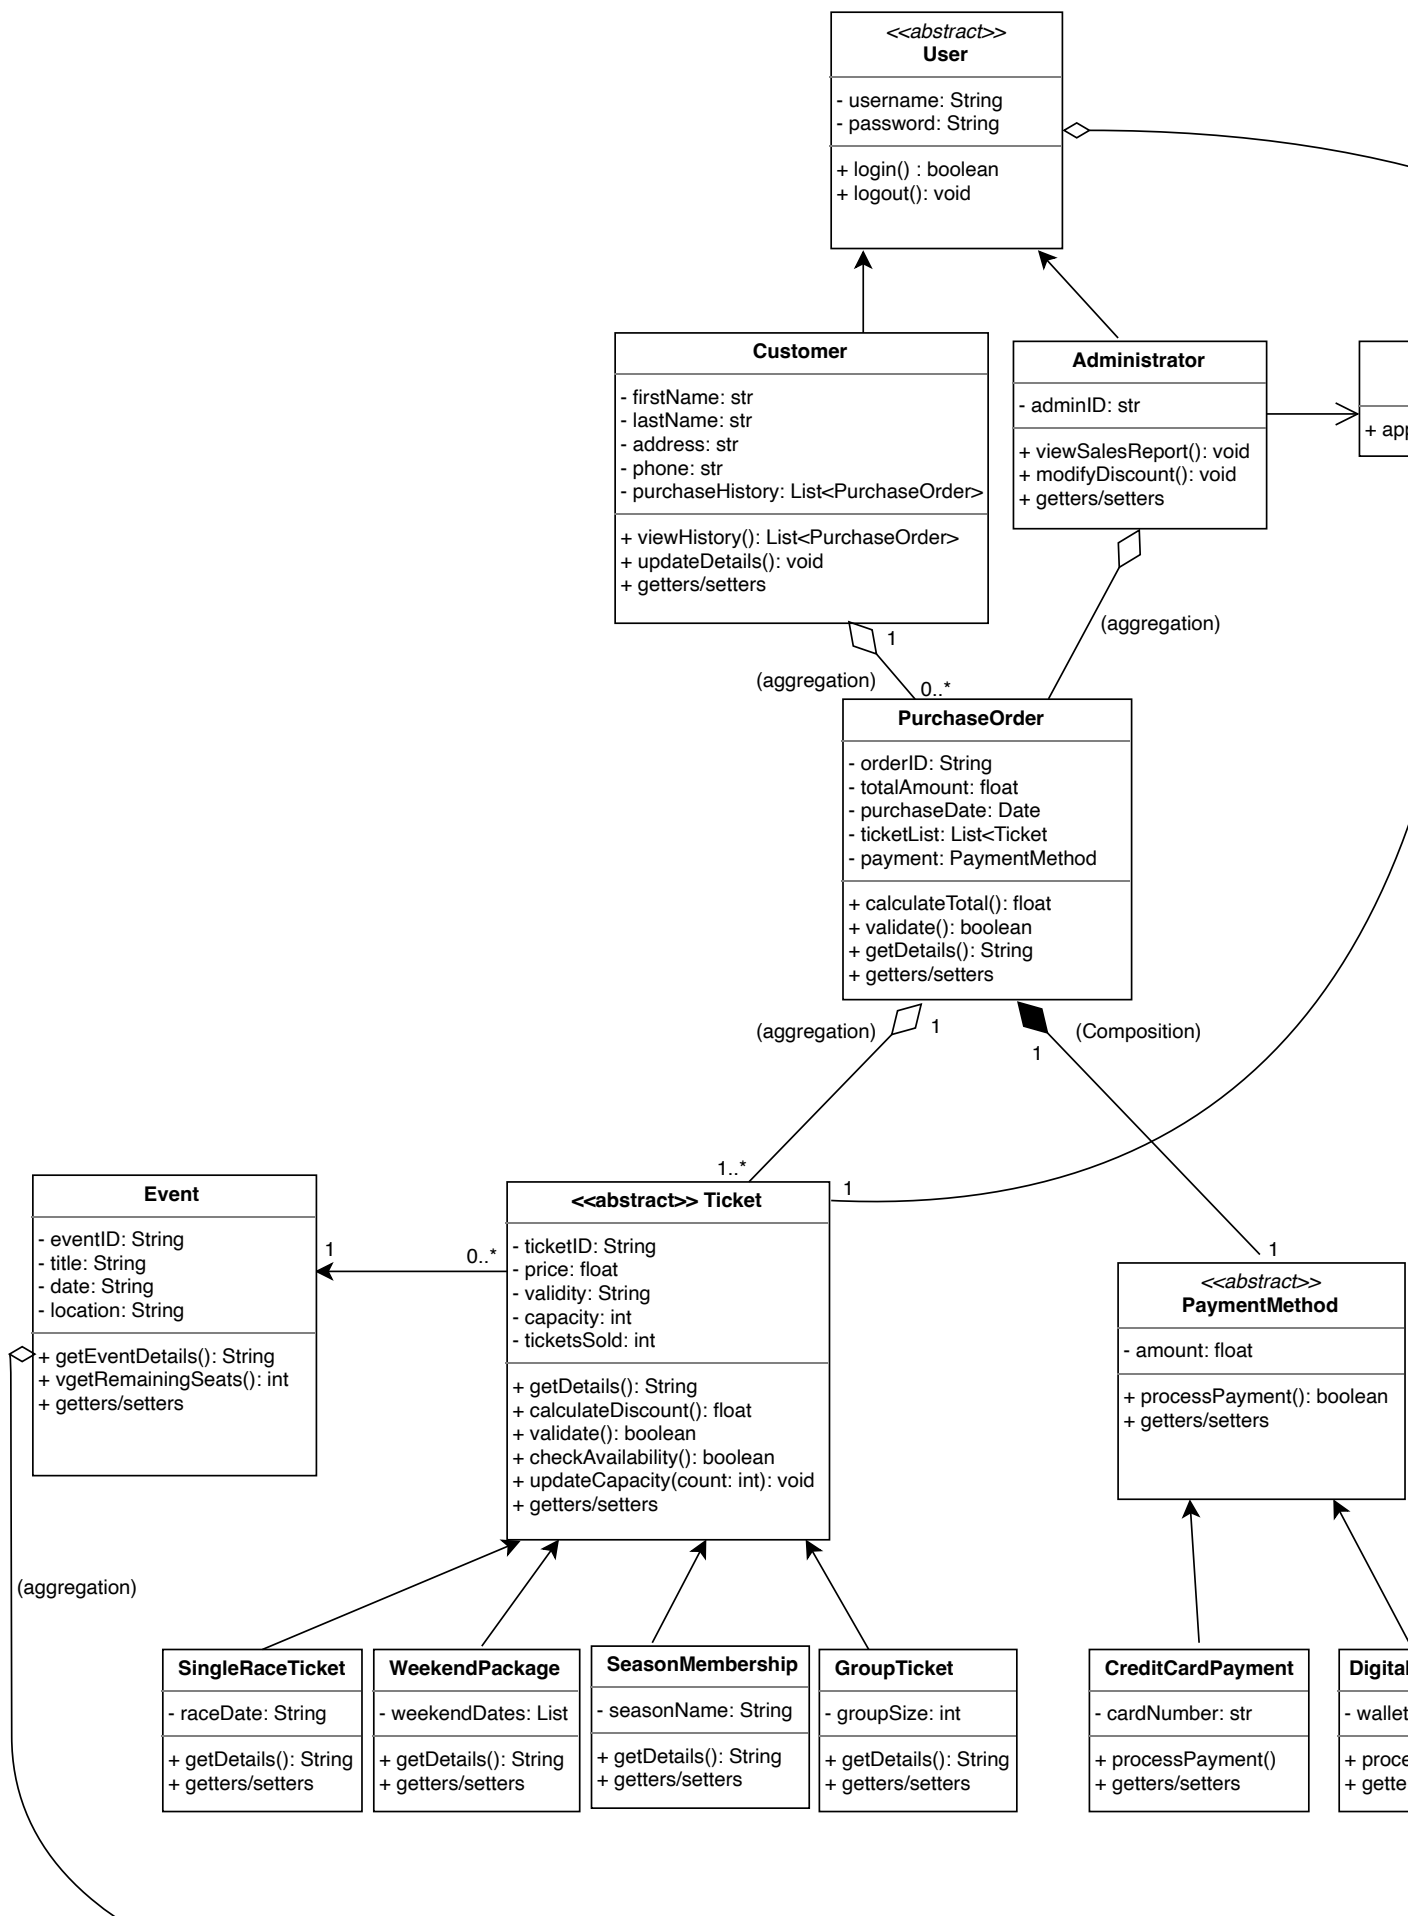 <<abstract>>
User
- username: String
- password: String
+ login() : boolean
+ logout(): void
Customer
- firstName: str
- lastName: str
- address: str
- phone: str
- purchaseHistory: List<PurchaseOrder>
+ viewHistory(): List<PurchaseOrder>
+ updateDetails(): void
+ getters/setters
Administrator
- adminID: str
+ viewSalesReport(): void
+ modifyDiscount(): void
+ getters/setters
+ app
1
(aggregation)
0..*
(aggregation)
PurchaseOrder
- orderID: String
- totalAmount: float
- purchaseDate: Date
- ticketList: List<Ticket
- payment: PaymentMethod
+ calculateTotal(): float
+ validate(): boolean
+ getDetails(): String
+ getters/setters
(aggregation)
1
1
(Composition)
1..*
1
1
Event
- eventID: String
- title: String
- date: String
- location: String
+ getEventDetails(): String
+ vgetRemainingSeats(): int
+ getters/setters
1
0..*
<<abstract>> Ticket
- ticketID: String
- price: float
- validity: String
- capacity: int
- ticketsSold: int
+ getDetails(): String
+ calculateDiscount(): float
+ validate(): boolean
+ checkAvailability(): boolean
+ updateCapacity(count: int): void
+ getters/setters
<<abstract>>
PaymentMethod
- amount: float
+ processPayment(): boolean
+ getters/setters
(aggregation)
SingleRaceTicket
- raceDate: String
+ getDetails(): String
+ getters/setters
WeekendPackage
- weekendDates: List
+ getDetails(): String
+ getters/setters
SeasonMembership
- seasonName: String
+ getDetails(): String
+ getters/setters
GroupTicket
- groupSize: int
+ getDetails(): String
+ getters/setters
CreditCardPayment
- cardNumber: str
+ processPayment()
+ getters/setters
Digital
- wallet
+ proce
+ gette